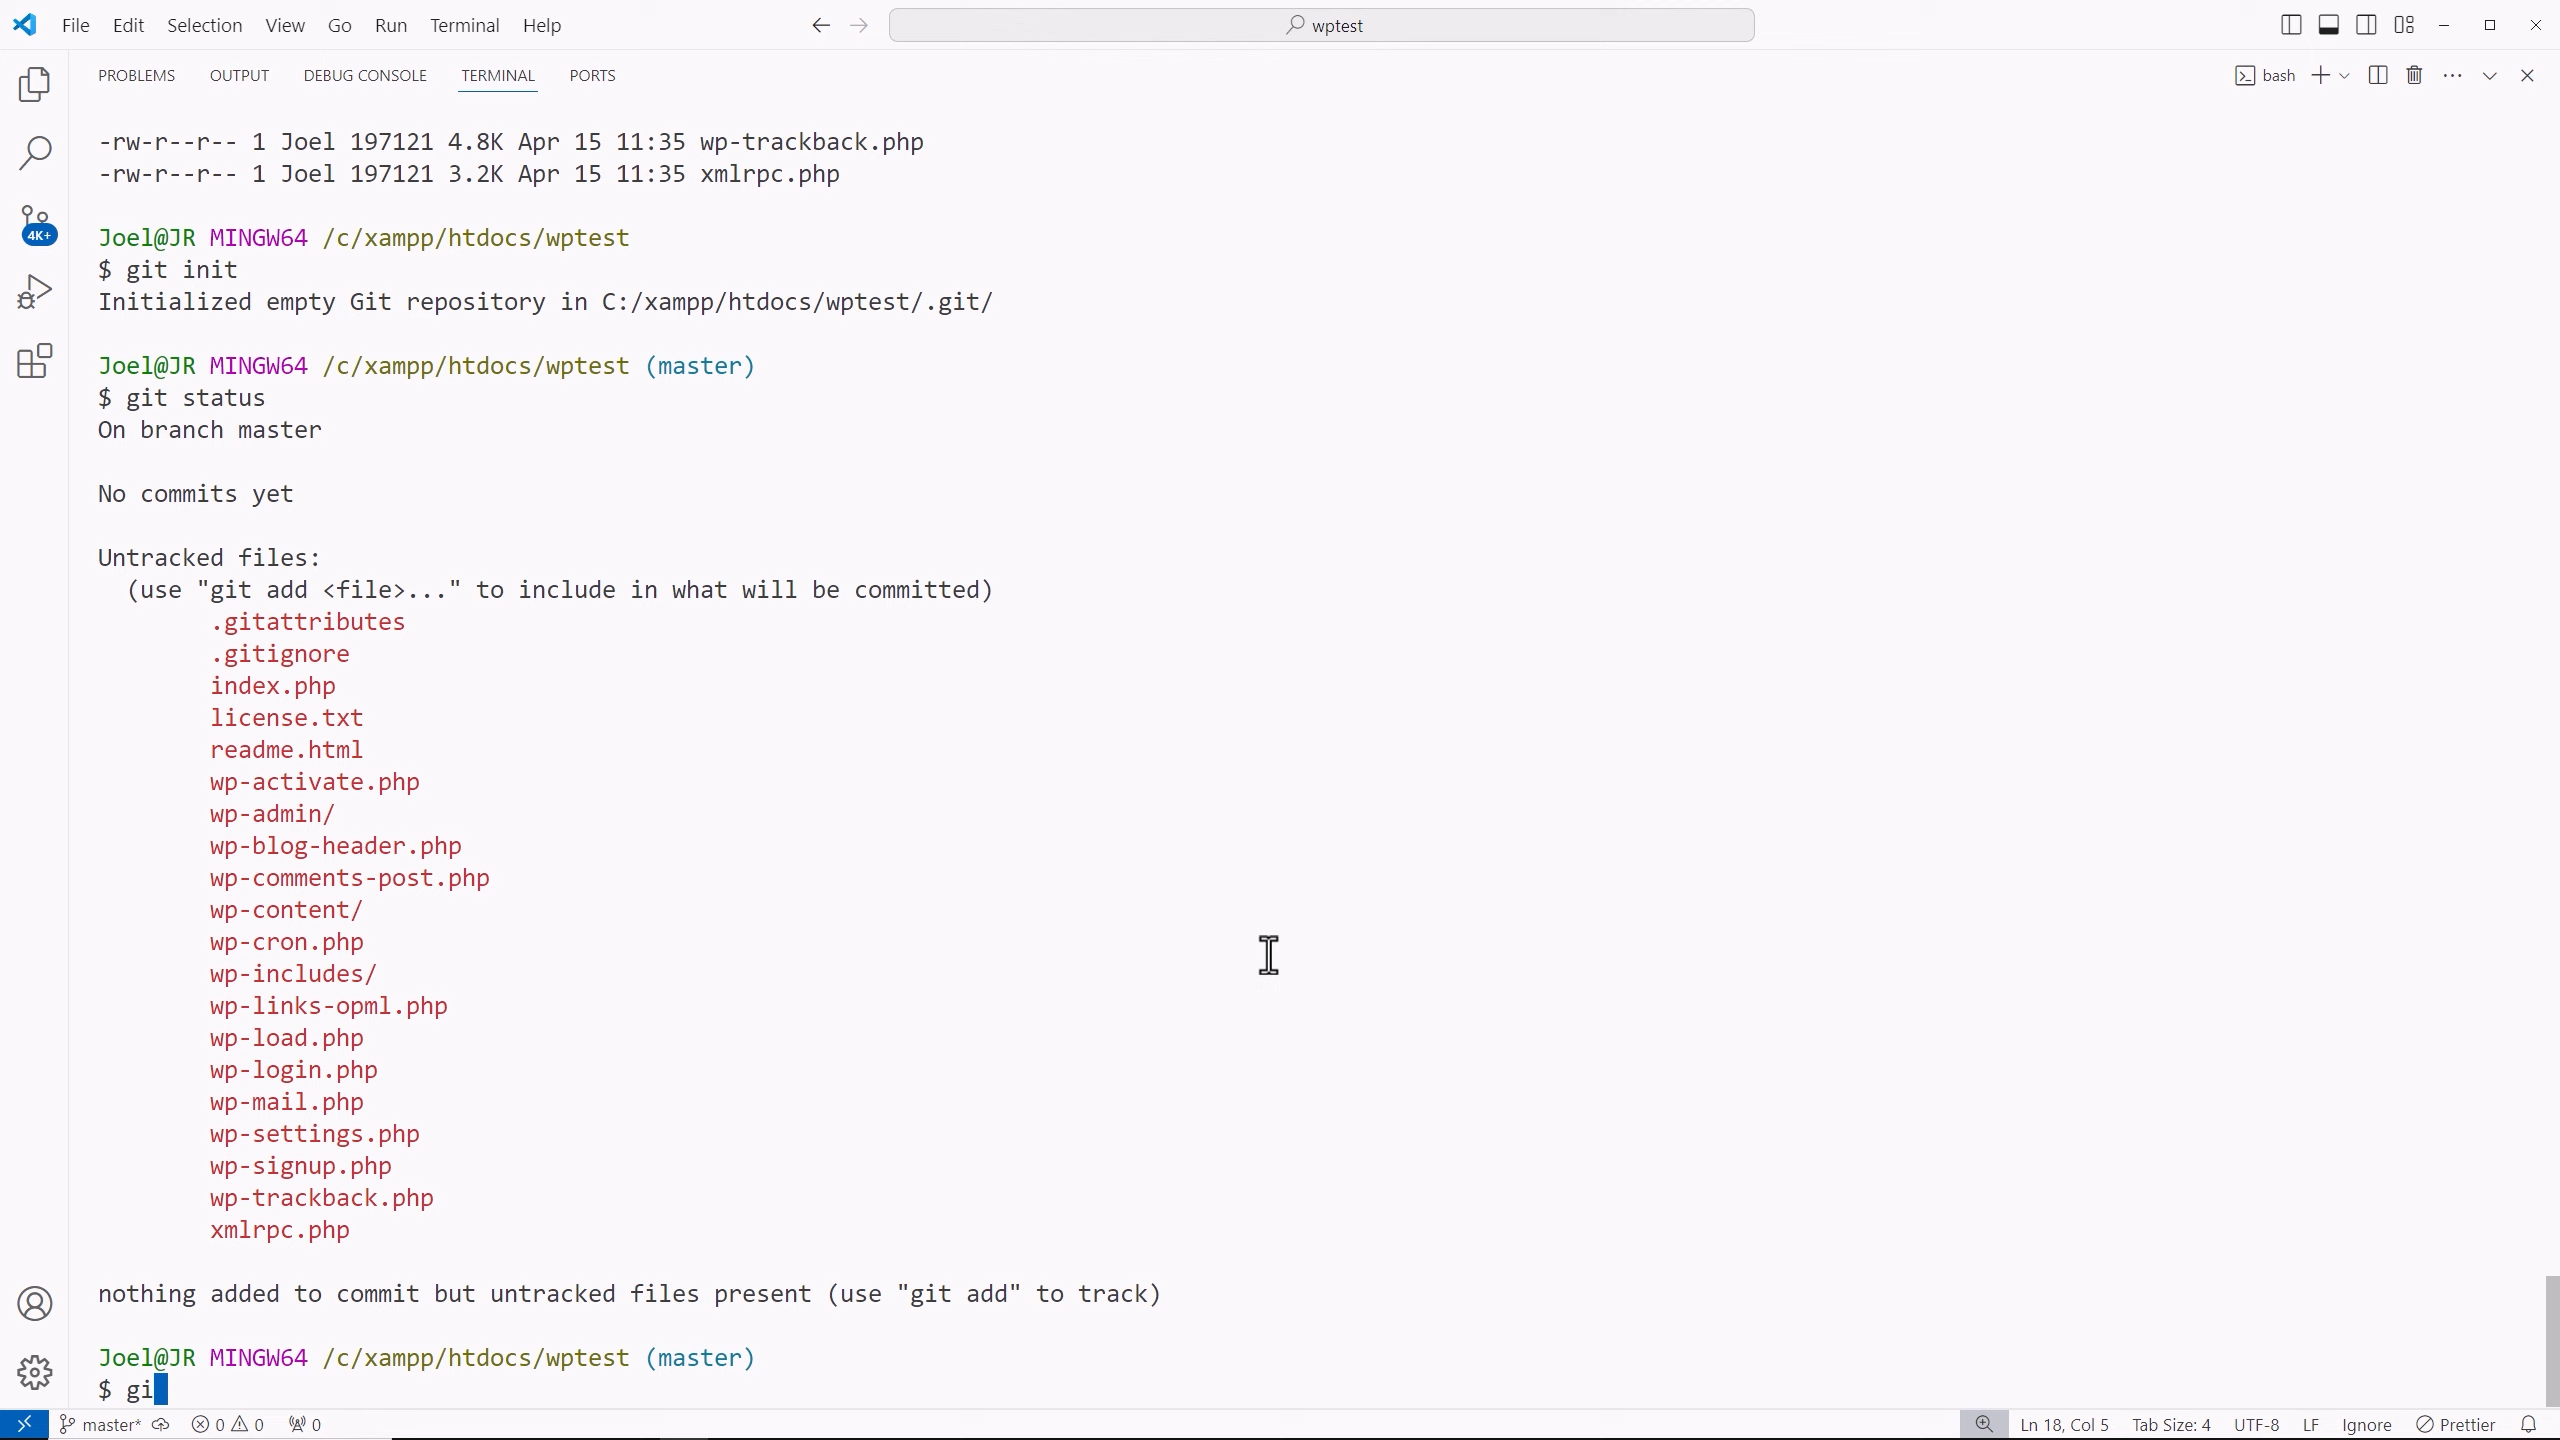 File Edit Selection View Go Run Terminal Help wptest
PROBLEMS OUTPUT DEBUG CONSOLE TERMINAL PORTS bash
-rw-r--r-- 1 Joel 197121 4.8K Apr 15 11:35 wp-trackback.php
-rw-r--r-- 1 Joel 197121 3.2K Apr 15 11:35 xmlrpc.php
4K+
Joel@JR MINGW64 /c/xampp/htdocs/wptest
$ git init
Initialized empty Git repository in C:/xampp/htdocs/wptest/.git/
Joel@JR MINGW64 /c/xampp/htdocs/wptest (master)
$ git status
On branch master
No commits yet
Untracked files:
(use "git add <file>..." to include in what will be committed)
.gitattributes
.gitignore
index.php
license.txt
readme.html
wp-activate.php
wp-admin/
wp-blog-header.php
wp-comments-post.php
wp-content/
wp-cron.php
wp-includes/
wp-links-opml.php
wp-load.php
wp-login.php
wp-mail.php
wp-settings.php
wp-signup.php
wp-trackback.php
xmlrpc.php
nothing added to commit but untracked files present (use "git add" to track)
Joel@JR MINGW64 /c/xampp/htdocs/wptest (master)
$ gi
master* 0 0 0 Ln 18, Col 5 Tab Size: 4 UTF-8 LF Ignore Prettier